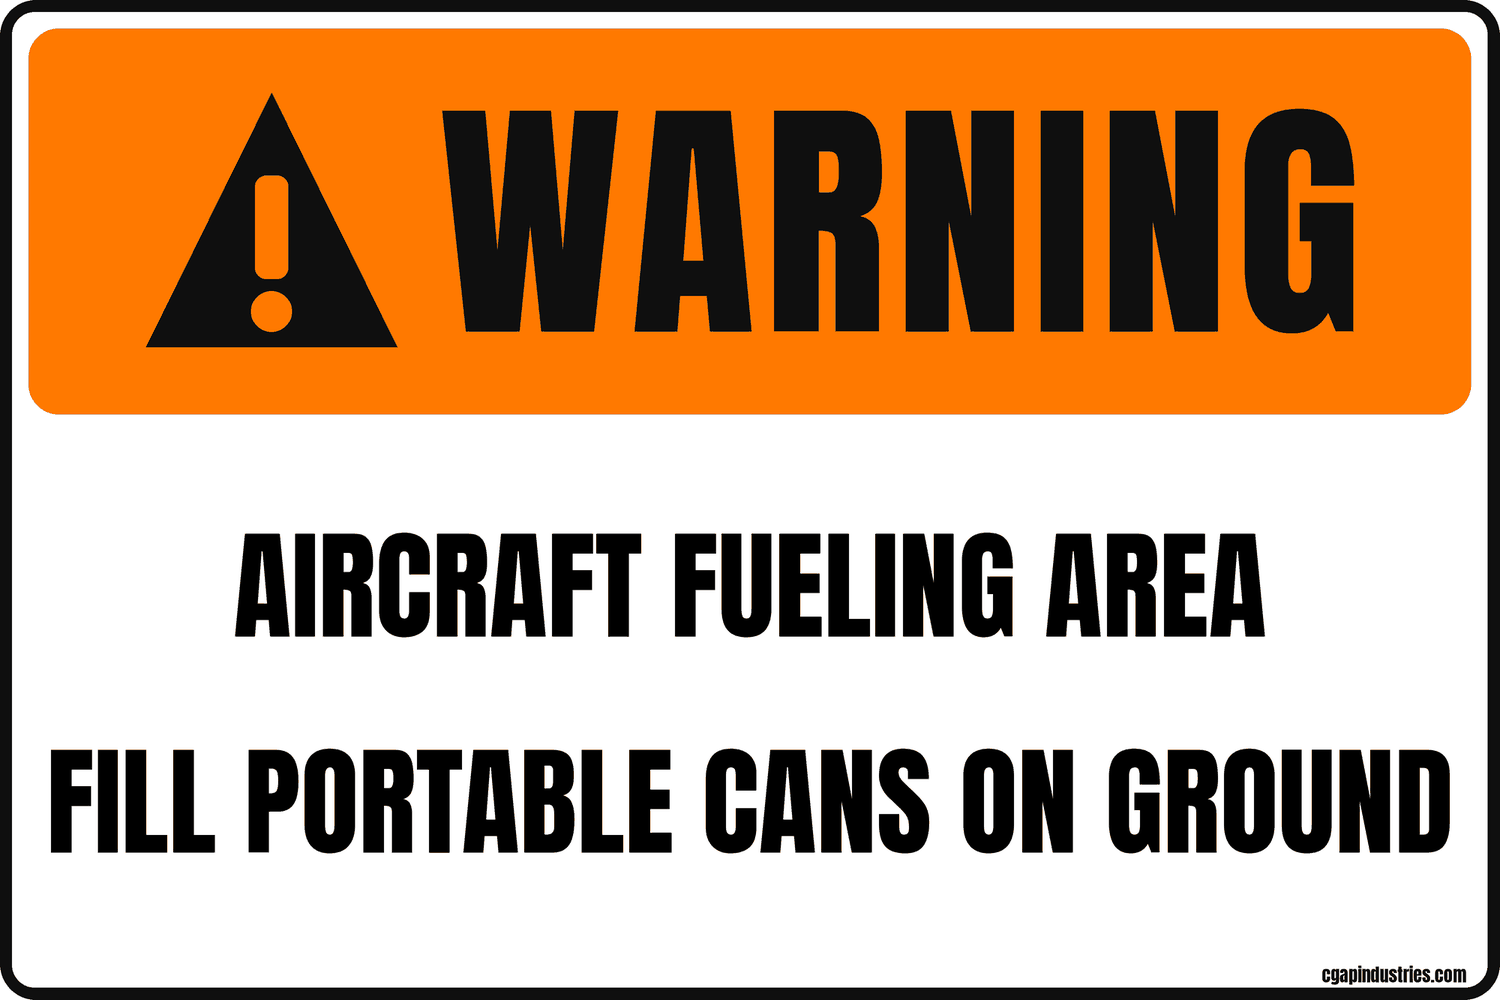 WARNING
AIRCRAFT FUELING AREA
FILL PORTABLE CANS ON GROUND
cgapindustries.com